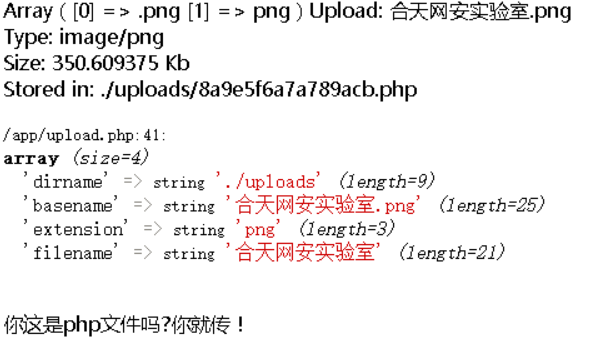 Array ( [0] => .png [1] => png ) Upload: 合天网安实验室.png
Type: image/png
Size: 350.609375 Kb
Stored in: ./uploads/8a9e5f6a7a789acb.php
/app/upload.php:41:
array (size=4)
'dirname' => string './uploads' (length=9)
'basename' => string '合天网安实验室.png' (length=25)
'extension' => string 'png' (length=3)
'filename' => string '合天网安实验室' (length=21)
你这是php文件吗?你就传！